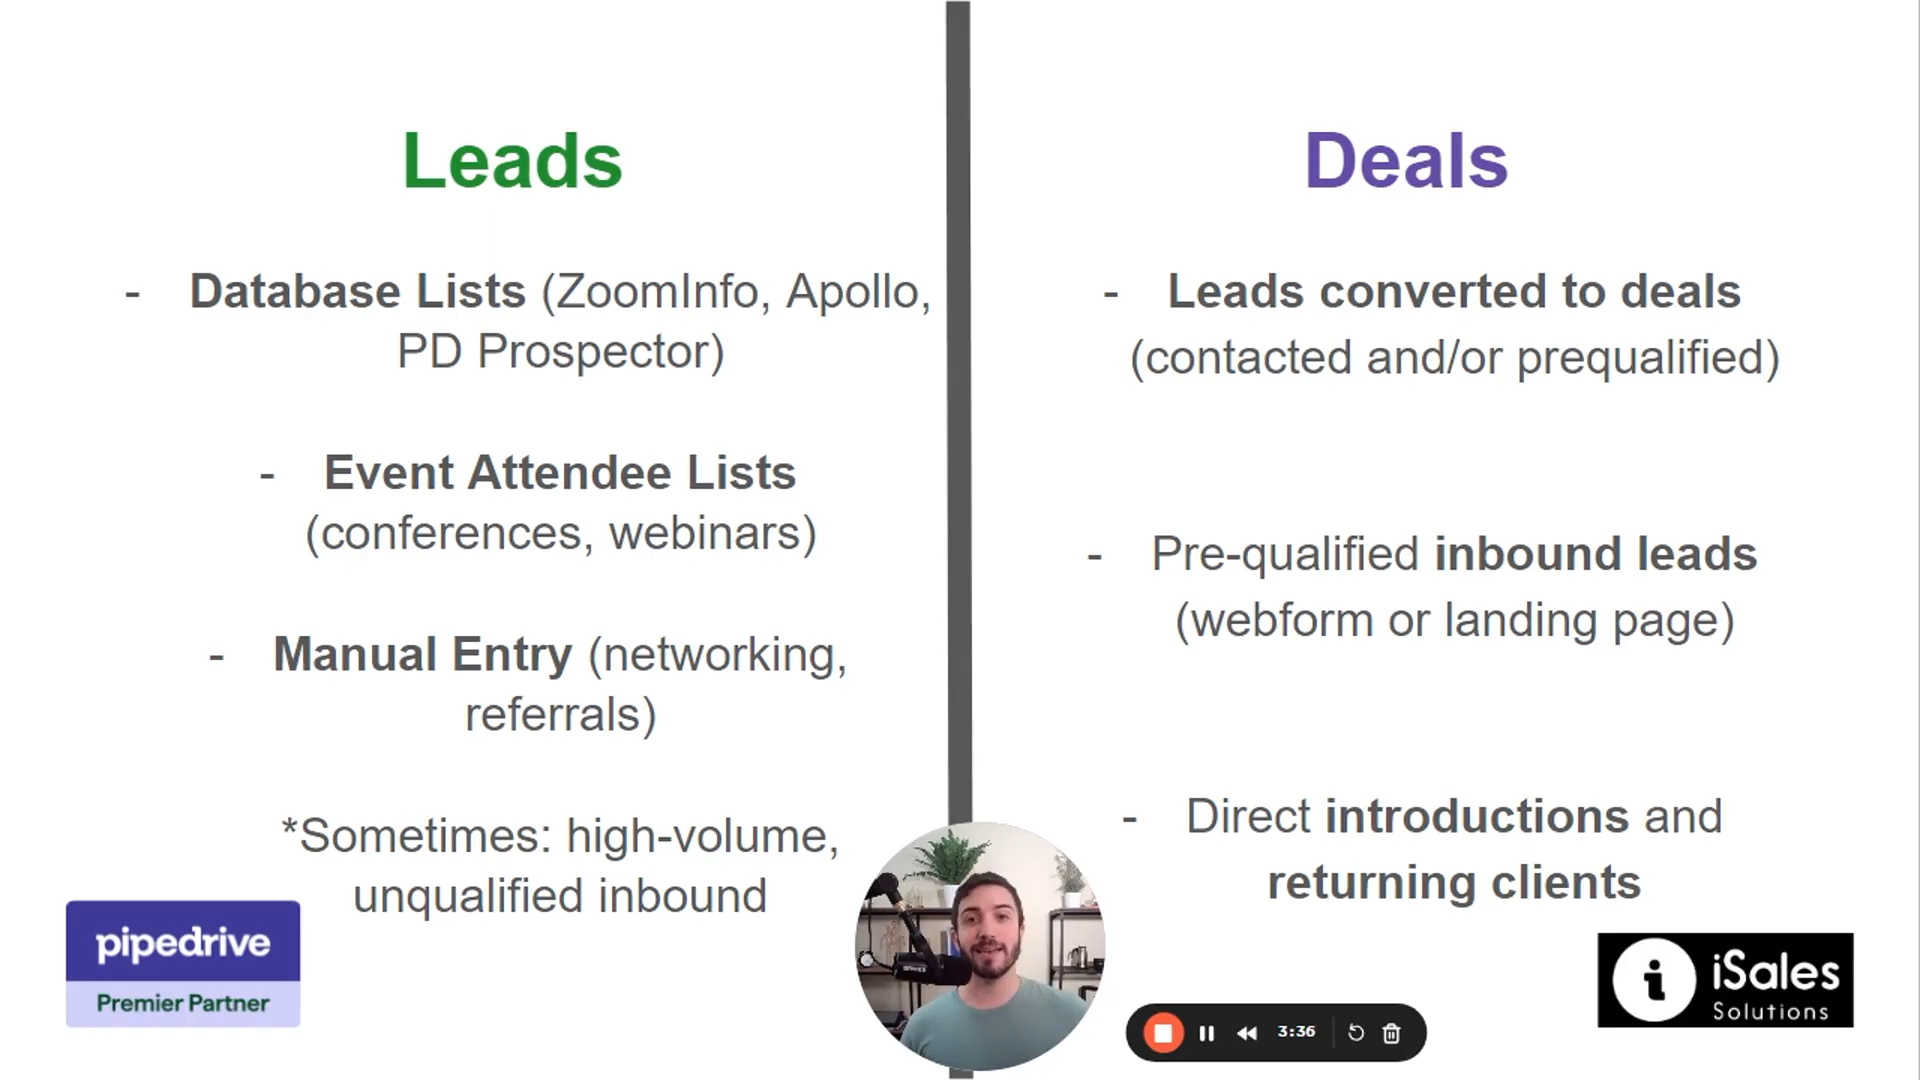 Leads
- Database Lists (ZoomInfo, Apollo,
PD Prospector)
- Event Attendee Lists
(conferences, webinars)
- Manual Entry (networking,
referrals)
*Sometimes: high-volume,
unqualified inbound
Deals
- Leads converted to deals
(contacted and/or prequalified)
- Pre-qualified inbound leads
(webform or landing page)
- Direct introductions and
returning clients
pipedrive
Premier Partner
3:36
i iSales
Solutions